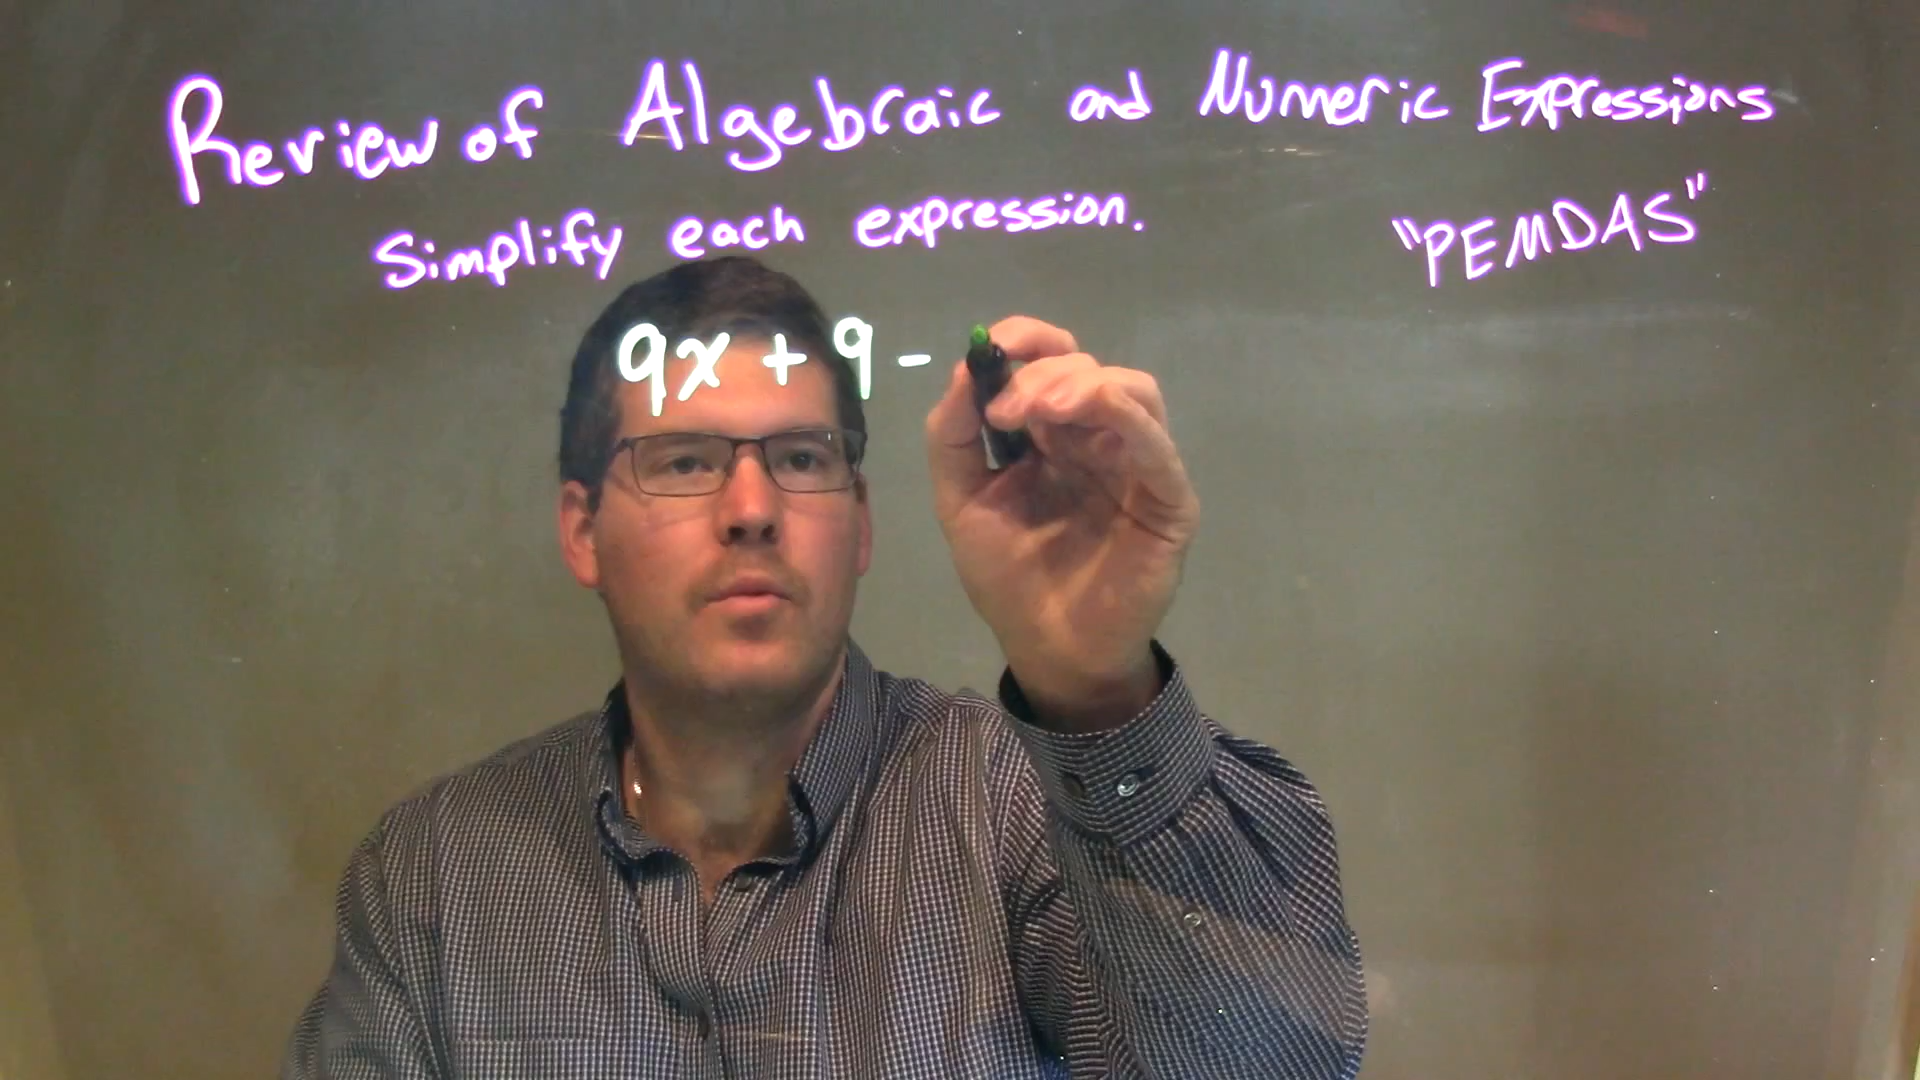 Review of Algebraic and Numeric Expressions
Simplify each expression.
"PEMDAS"
9x + 9 -